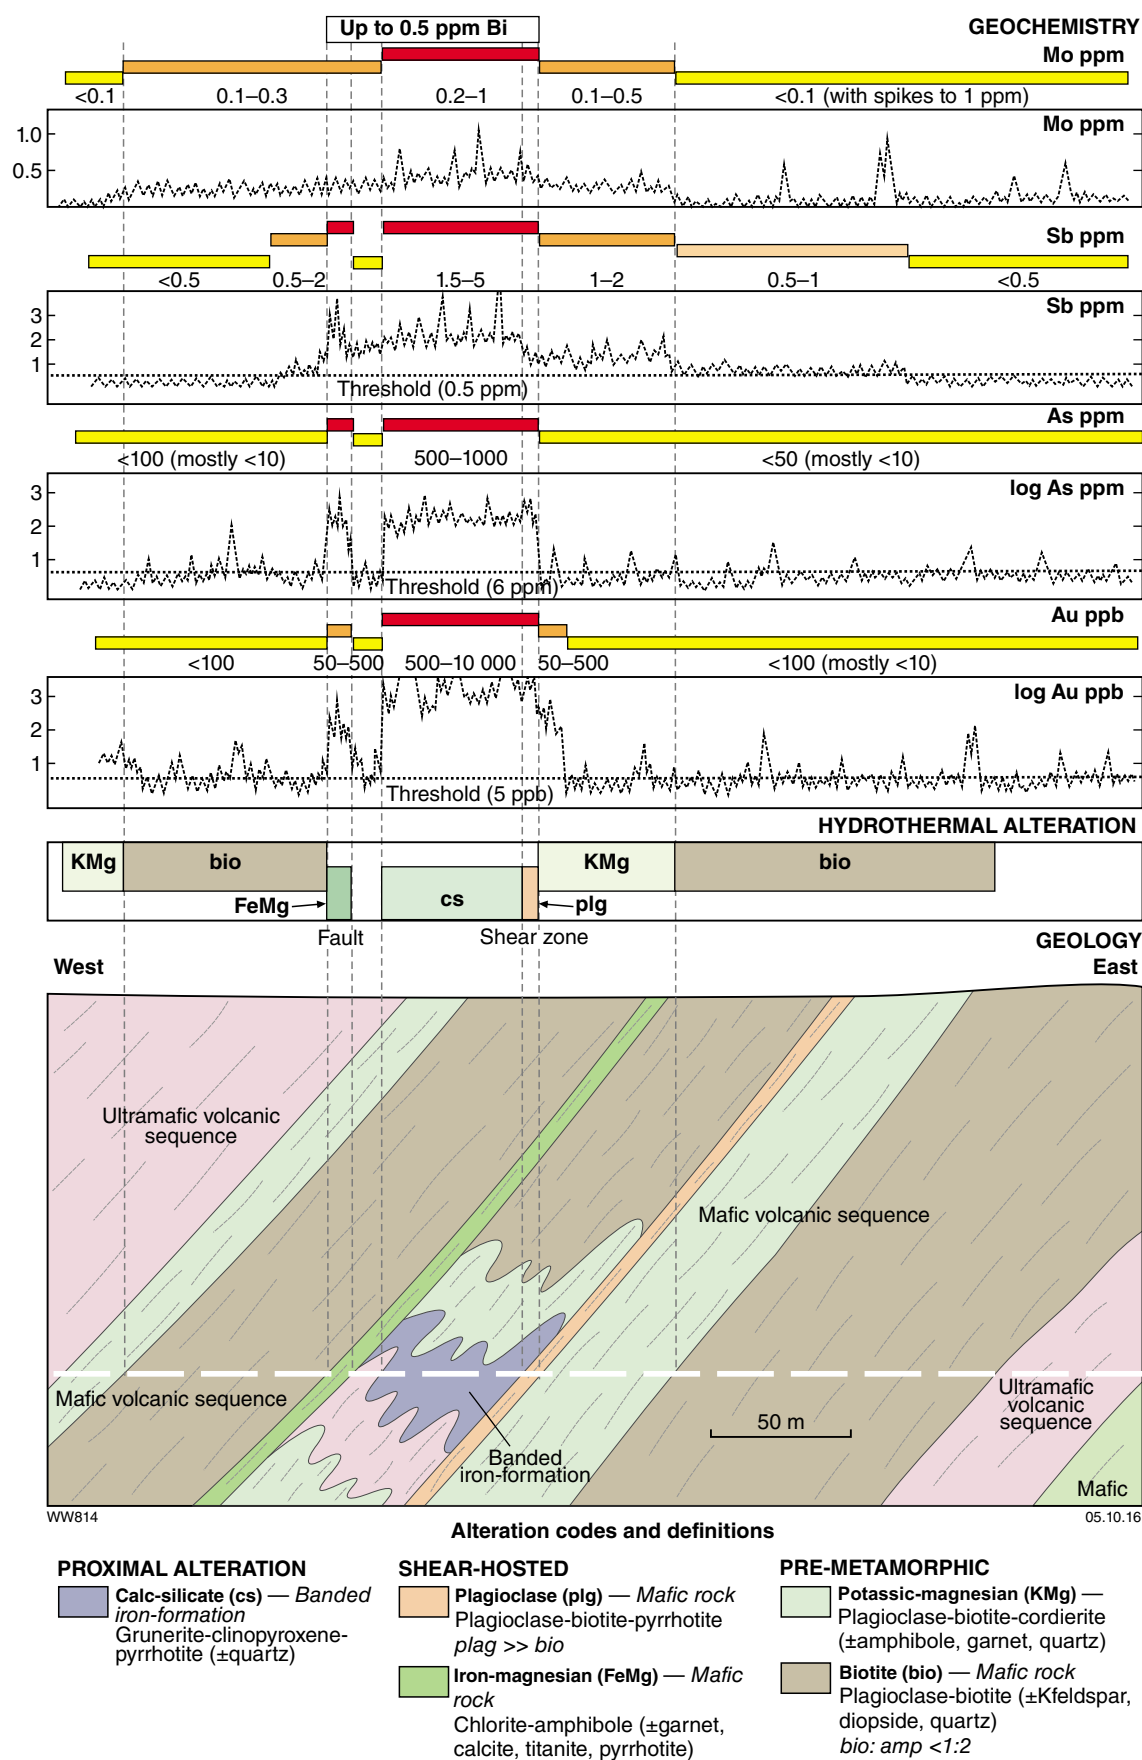 Up to 0.5 ppm Bi
GEOCHEMISTRY
Mo ppm
<0.1
0.1–0.3
0.2–1
0.1–0.5
<0.1 (with spikes to 1 ppm)
Mo ppm
1.0
0.5
Sb ppm
<0.5
0.5–2
1.5–5
1–2
0.5–1
<0.5
Sb ppm
3
2
1
Threshold (0.5 ppm)
As ppm
<100 (mostly <10)
500–1000
<50 (mostly <10)
log As ppm
3
2
1
Threshold (6 ppm)
Au ppb
<100
50–500
500–10 000
50–500
<100 (mostly <10)
log Au ppb
3
2
1
Threshold (5 ppb)
HYDROTHERMAL ALTERATION
KMg
bio
KMg
bio
FeMg
cs
plg
Fault
Shear zone
GEOLOGY
West
East
Ultramafic volcanic
sequence
Mafic volcanic sequence
Mafic volcanic sequence
Ultramafic
volcanic
sequence
50 m
Banded
iron-formation
Mafic
WW814
05.10.16
Alteration codes and definitions
PROXIMAL ALTERATION
Calc-silicate (cs) — Banded
iron-formation
Grunerite-clinopyroxene-
pyrrhotite (±quartz)
SHEAR-HOSTED
Plagioclase (plg) — Mafic rock
Plagioclase-biotite-pyrrhotite
plag >> bio
Iron-magnesian (FeMg) — Mafic
rock
Chlorite-amphibole (±garnet,
calcite, titanite, pyrrhotite)
PRE-METAMORPHIC
Potassic-magnesian (KMg) —
Plagioclase-biotite-cordierite
(±amphibole, garnet, quartz)
Biotite (bio) — Mafic rock
Plagioclase-biotite (±Kfeldspar,
diopside, quartz)
bio: amp <1:2